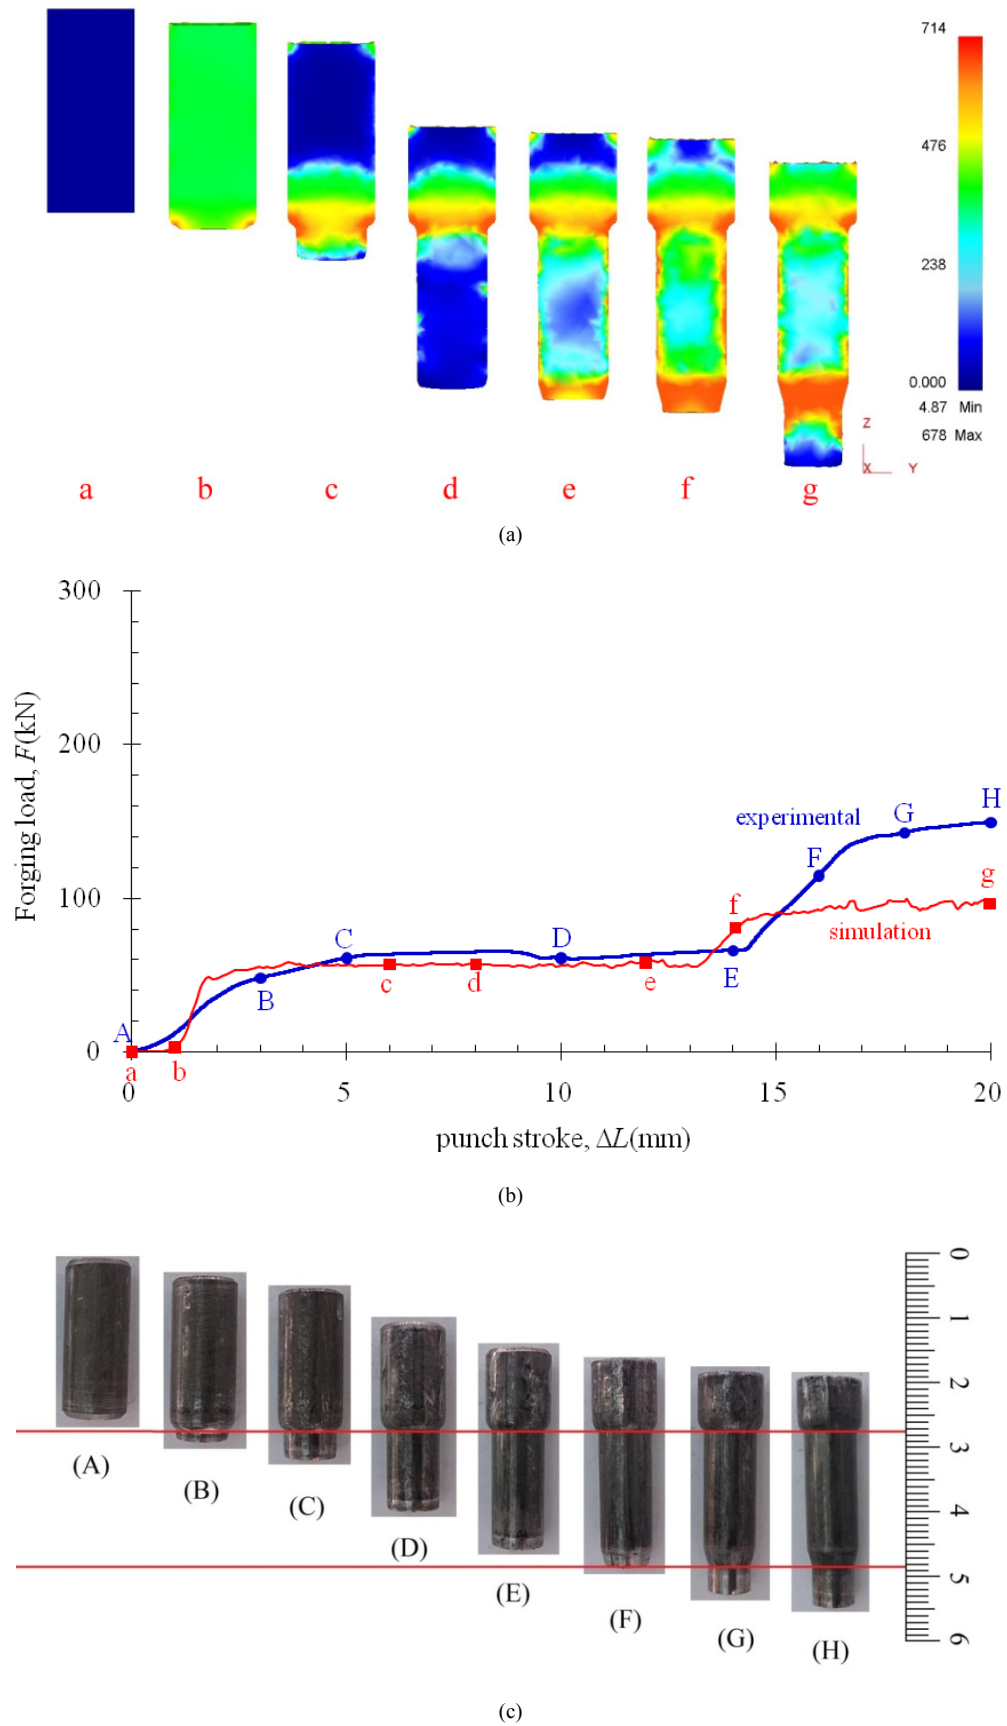 714
476
238
0.000
4.87 Min
678 Max
Z
X Y
a b c d e f g
(a)
300
200
100
0
Forging load, F(kN)
experimental
simulation
A B C D E F G H
a b c d e f g
0 5 10 15 20
punch stroke, ΔL(mm)
(b)
(A)
(B)
(C)
(D)
(E)
(F)
(G)
(H)
0
1
2
3
4
5
6
(c)